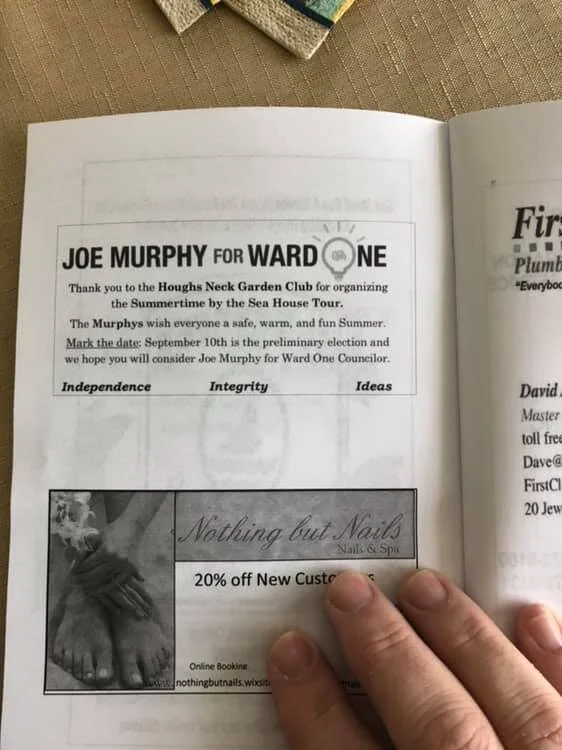 JOE MURPHY FOR WARD ONE
Thank you to the Houghs Neck Garden Club for organizing
the Summertime by the Sea House Tour.
The Murphys wish everyone a safe, warm, and fun Summer.
Mark the date: September 10th is the preliminary election and
we hope you will consider Joe Murphy for Ward One Councilor.
Independence Integrity Ideas
Nothing but Nails
Nails & Spa
20% off New
Online Booking
www.nothingbutnails.wixsit
Firs
Plumb
"Everyboo
David
Master
toll free
Dave@
FirstCl
20 Jew